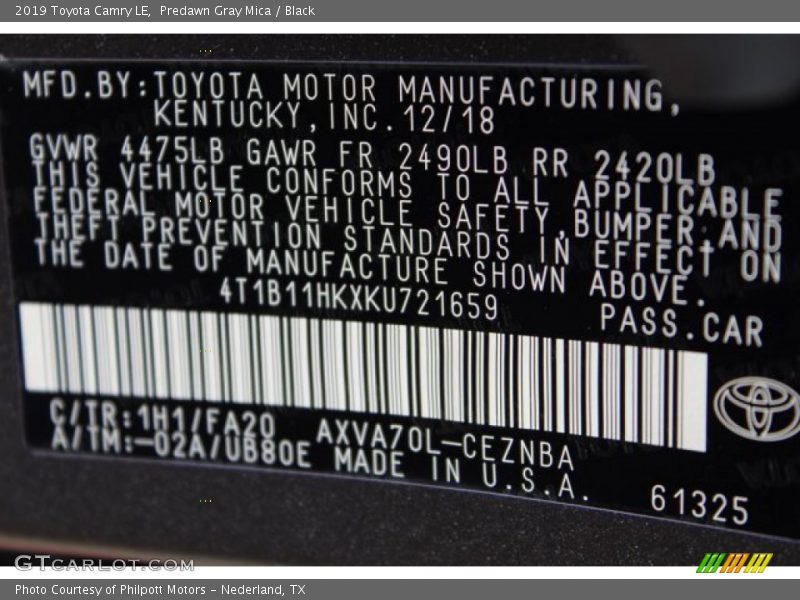 2019 Toyota Camry LE, Predawn Gray Mica / Black
MFD.BY:TOYOTA MOTOR MANUFACTURING,
KENTUCKY,INC.12/18
GVWR 4475LB GAWR FR 2490LB RR 2420LB
THIS VEHICLE CONFORMS TO ALL APPLICABLE
FEDERAL MOTOR VEHICLE SAFETY,BUMPER,AND
THEFT PREVENTION STANDARDS IN EFFECT ON
THE DATE OF MANUFACTURE SHOWN ABOVE.
4T1B11HKXKU721659
PASS.CAR
C/TR:1H1/FA20
A/TM:-02A/UB80E
AXVA70L-CEZNBA
MADE IN U.S.A.
61325
GTCARLOT.COM
Photo Courtesy of Philpott Motors - Nederland, TX